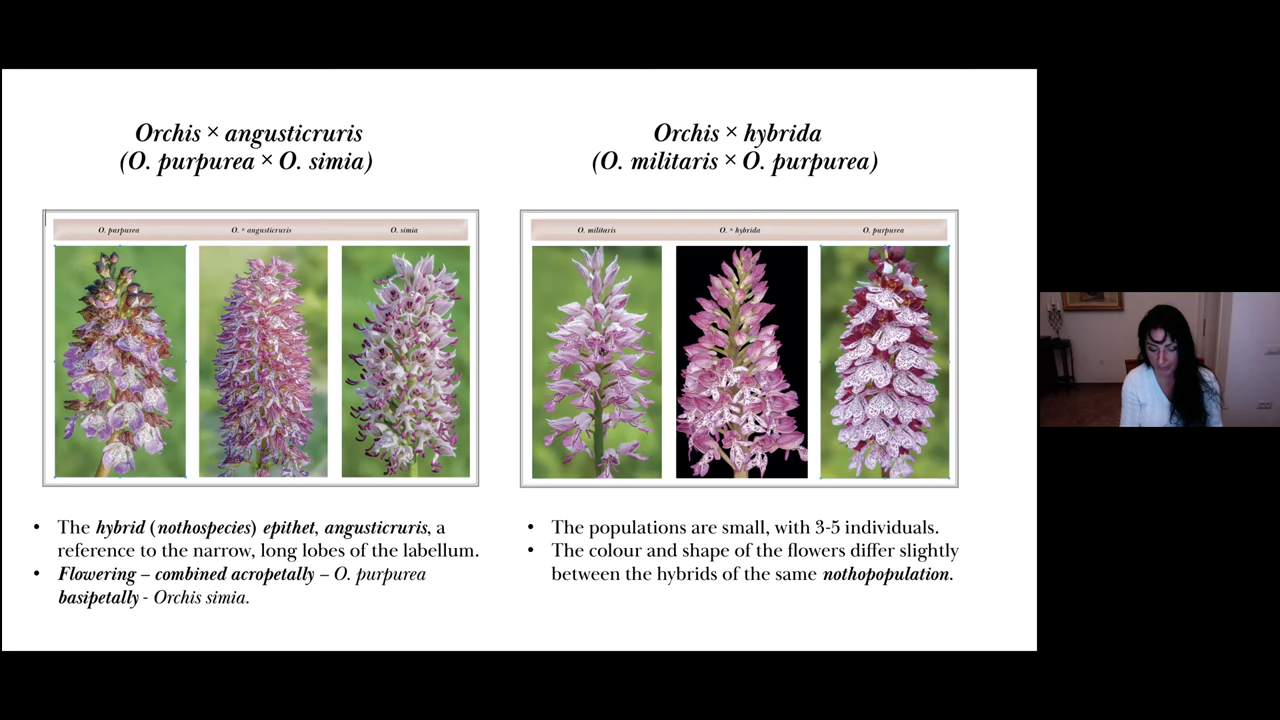 Orchis × angusticruris
(O. purpurea × O. simia)
O. purpurea
O. × angusticruris
O. simia
• The hybrid (nothospecies) epithet, angusticruris, a
reference to the narrow, long lobes of the labellum.
• Flowering – combined acropetally – O. purpurea
basipetally - Orchis simia.
Orchis × hybrida
(O. militaris × O. purpurea)
O. militaris
O. × hybrida
O. purpurea
• The populations are small, with 3-5 individuals.
• The colour and shape of the flowers differ slightly
between the hybrids of the same nothopopulation.